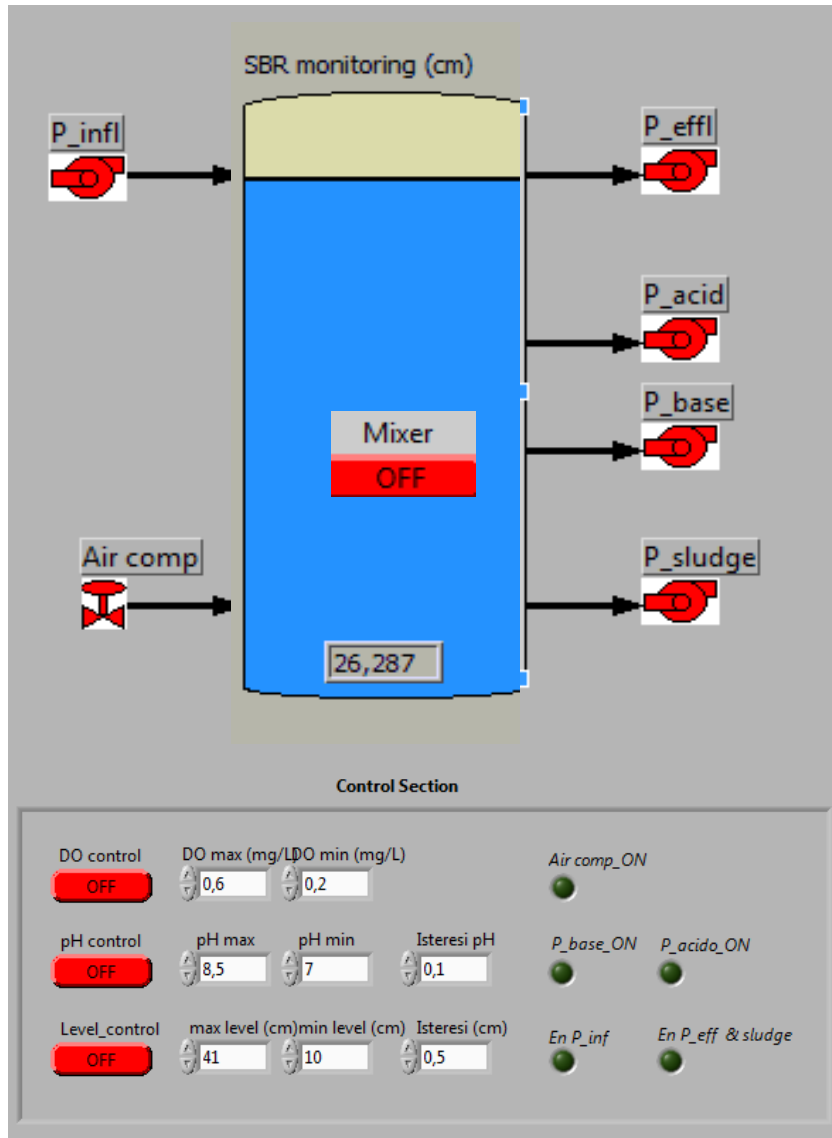 SBR monitoring (cm)
P_infl
P_effl
P_acid
P_base
Mixer
OFF
Air comp
P_sludge
26,287
Control Section
DO control
DO max (mg/L)
DO min (mg/L)
Air comp_ON
OFF
0,6
0,2
pH control
pH max
pH min
Isteresi pH
P_base_ON
P_acido_ON
OFF
8,5
7
0,1
Level_control
max level (cm)
min level (cm)
Isteresi (cm)
En P_inf
En P_eff & sludge
OFF
41
10
0,5